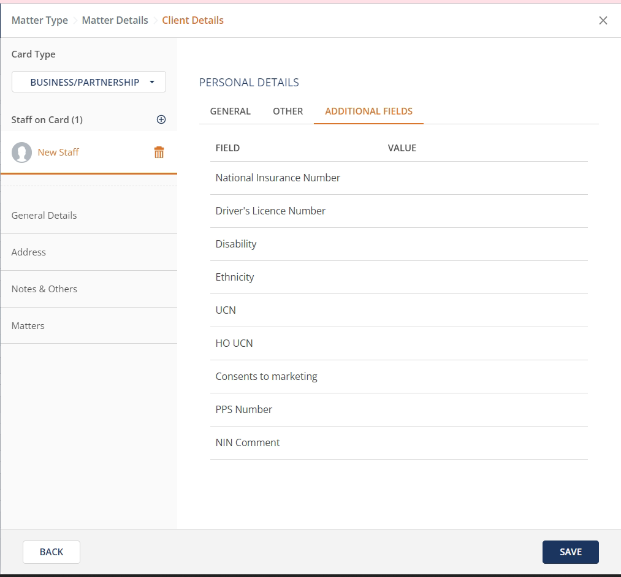 Matter Type Matter Details Client Details
Card Type
BUSINESS/PARTNERSHIP
Staff on Card (1)
New Staff
General Details
Address
Notes & Others
Matters
PERSONAL DETAILS
GENERAL OTHER ADDITIONAL FIELDS
FIELD VALUE
National Insurance Number
Driver's Licence Number
Disability
Ethnicity
UCN
HO UCN
Consents to marketing
PPS Number
NIN Comment
BACK SAVE